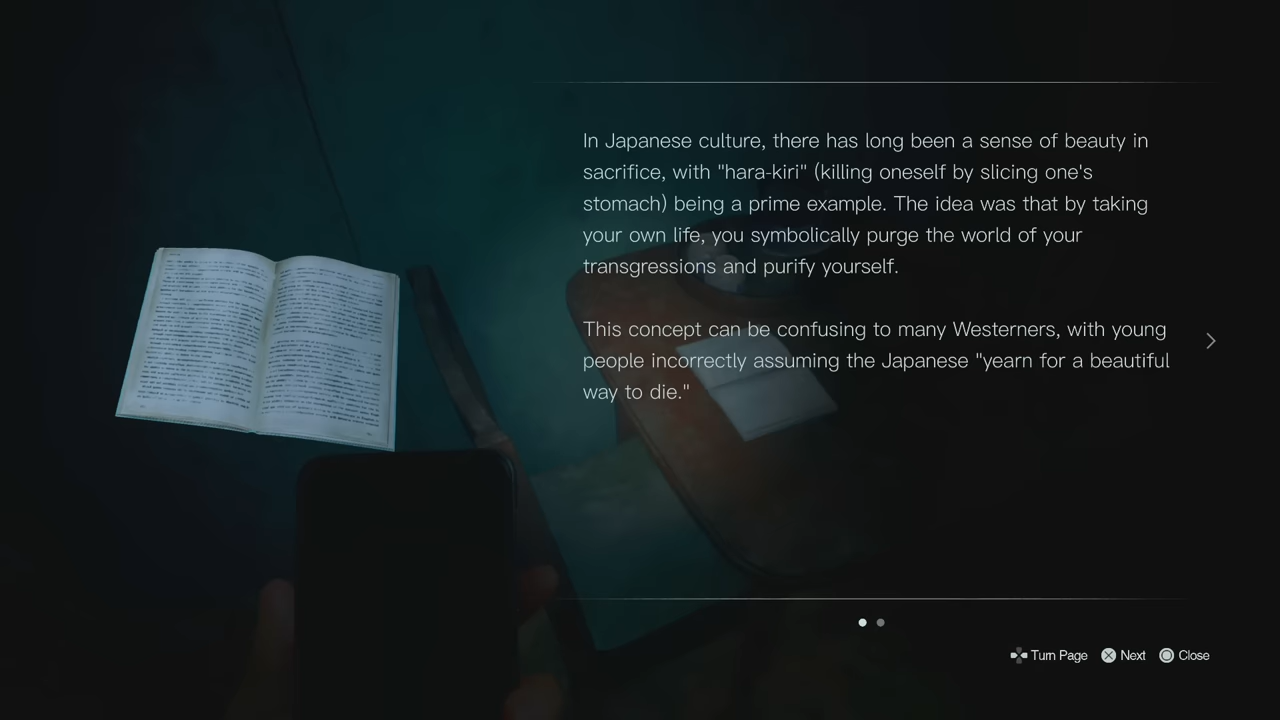 In Japanese culture, there has long been a sense of beauty in
sacrifice, with "hara-kiri" (killing oneself by slicing one's
stomach) being a prime example. The idea was that by taking
your own life, you symbolically purge the world of your
transgressions and purify yourself.
This concept can be confusing to many Westerners, with young
people incorrectly assuming the Japanese "yearn for a beautiful
way to die."
Turn Page Next Close